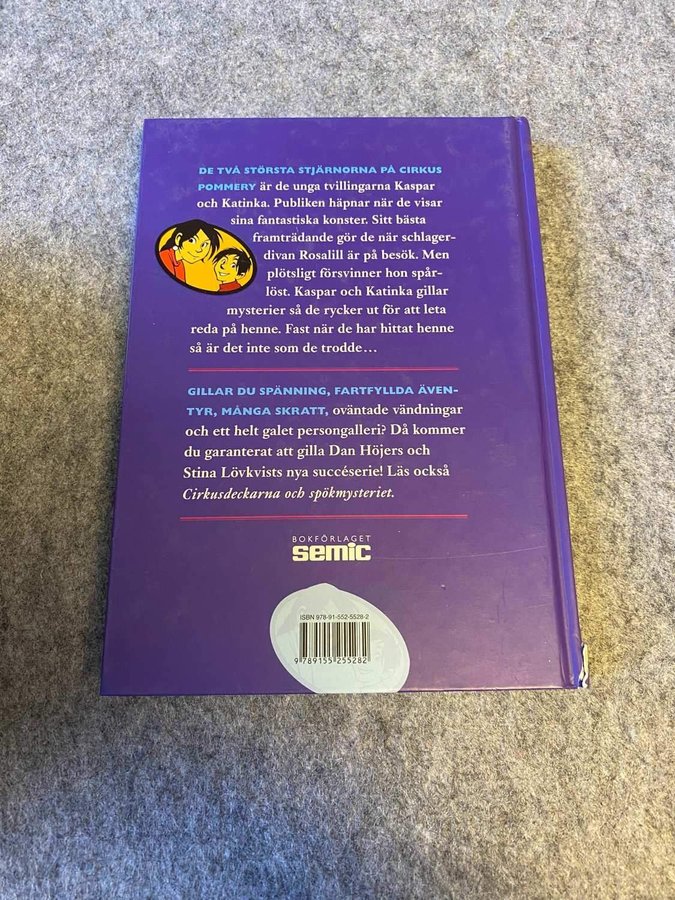 DE TVÅ STÖRSTA STJÄRNORNA PÅ CIRKUS
POMMERY är de unga tvillingarna Kaspar
och Katinka. Publiken häpnar när de visar
sina fantastiska konster. Sitt bästa
framträdande gör de när schlager-
divan Rosalill är på besök. Men
plötsligt försvinner hon spår-
löst. Kaspar och Katinka gillar
mysterier så de rycker ut för att leta
reda på henne. Fast när de har hittat henne
så är det inte som de trodde…
GILLAR DU SPÄNNING, FARTFYLLDA ÄVEN-
TYR, MÅNGA SKRATT, oväntade vändningar
och ett helt galet persongalleri? Då kommer
du garanterat att gilla Dan Höjers och
Stina Lövkvists nya succéserie! Läs också
Cirkusdeckarna och spökmysteriet.
BOKFÖRLAGET
semic
ISBN 978-91-552-5528-2
9 789155 255282